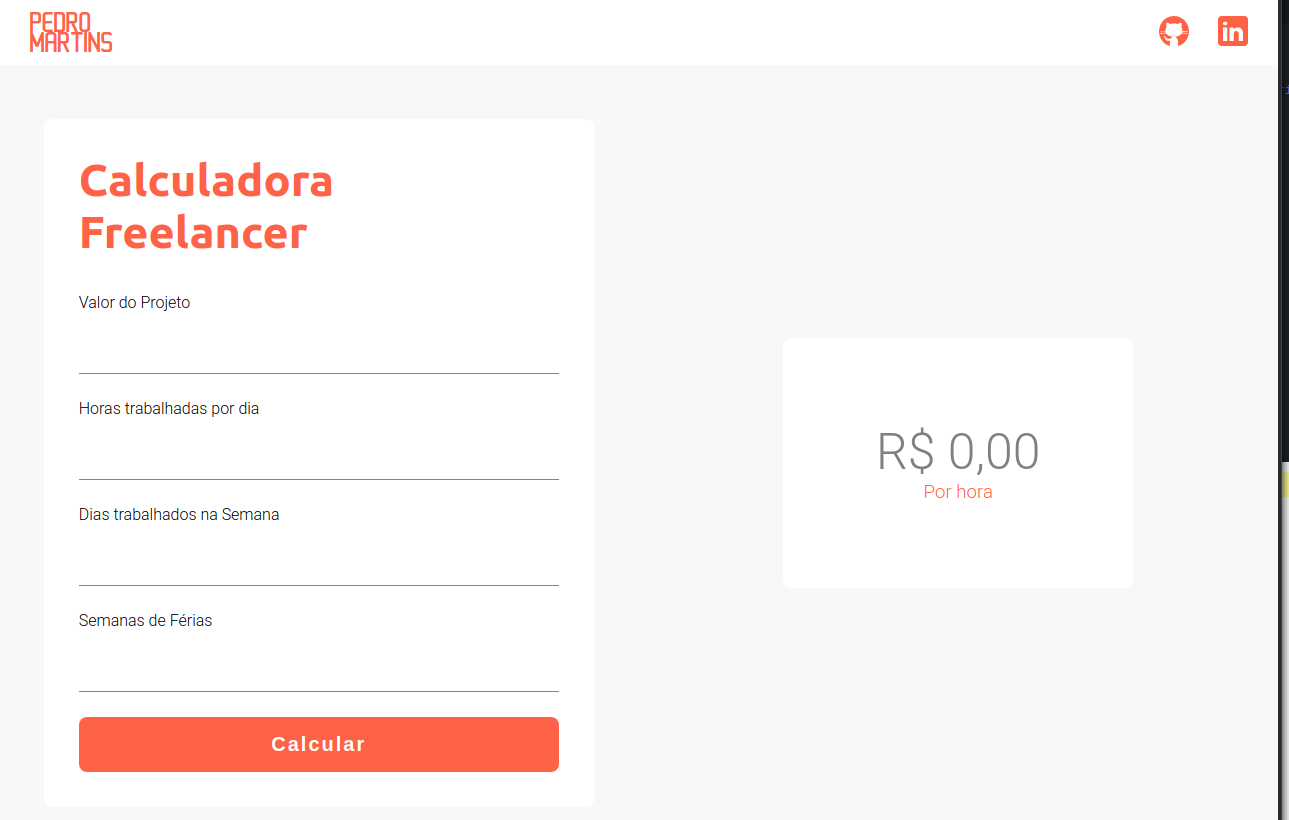 PEDRO
MARTINS
in
Calculadora
Freelancer
Valor do Projeto
Horas trabalhadas por dia
Dias trabalhados na Semana
Semanas de Férias
Calcular
R$ 0,00
Por hora